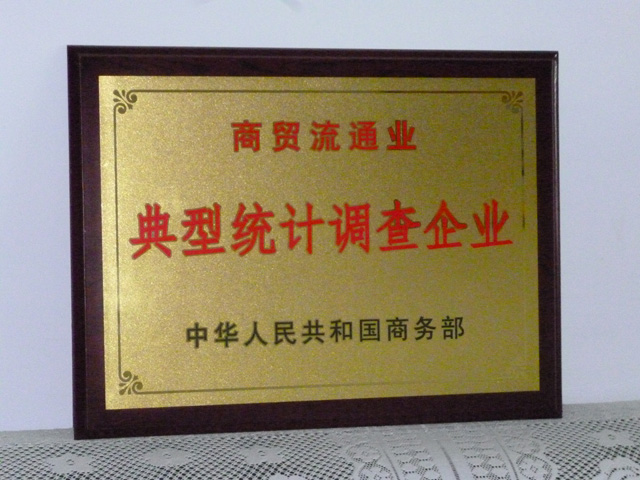 商贸流通业
典型统计调查企业
中华人民共和国商务部